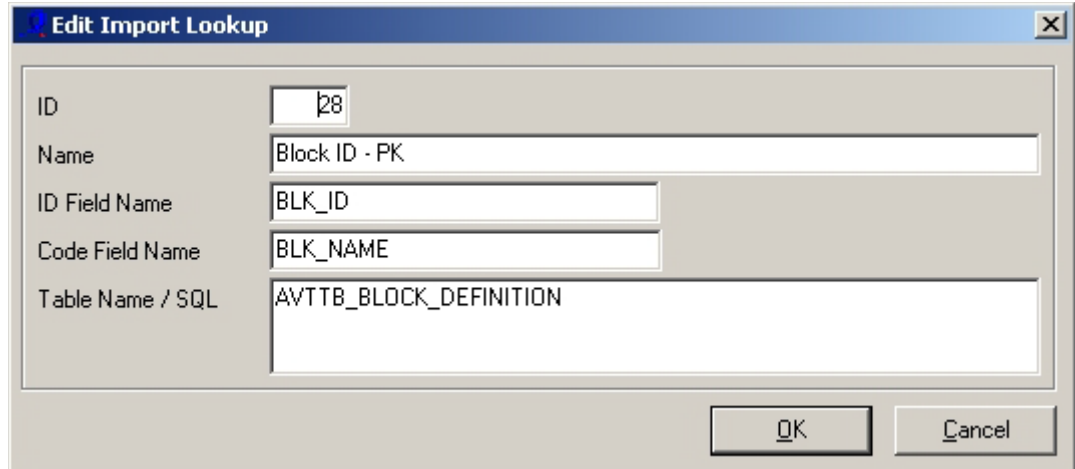 Edit Import Lookup
ID 28
Name Block ID - PK
ID Field Name BLK_ID
Code Field Name BLK_NAME
Table Name / SQL AVTTB_BLOCK_DEFINITION
OK Cancel